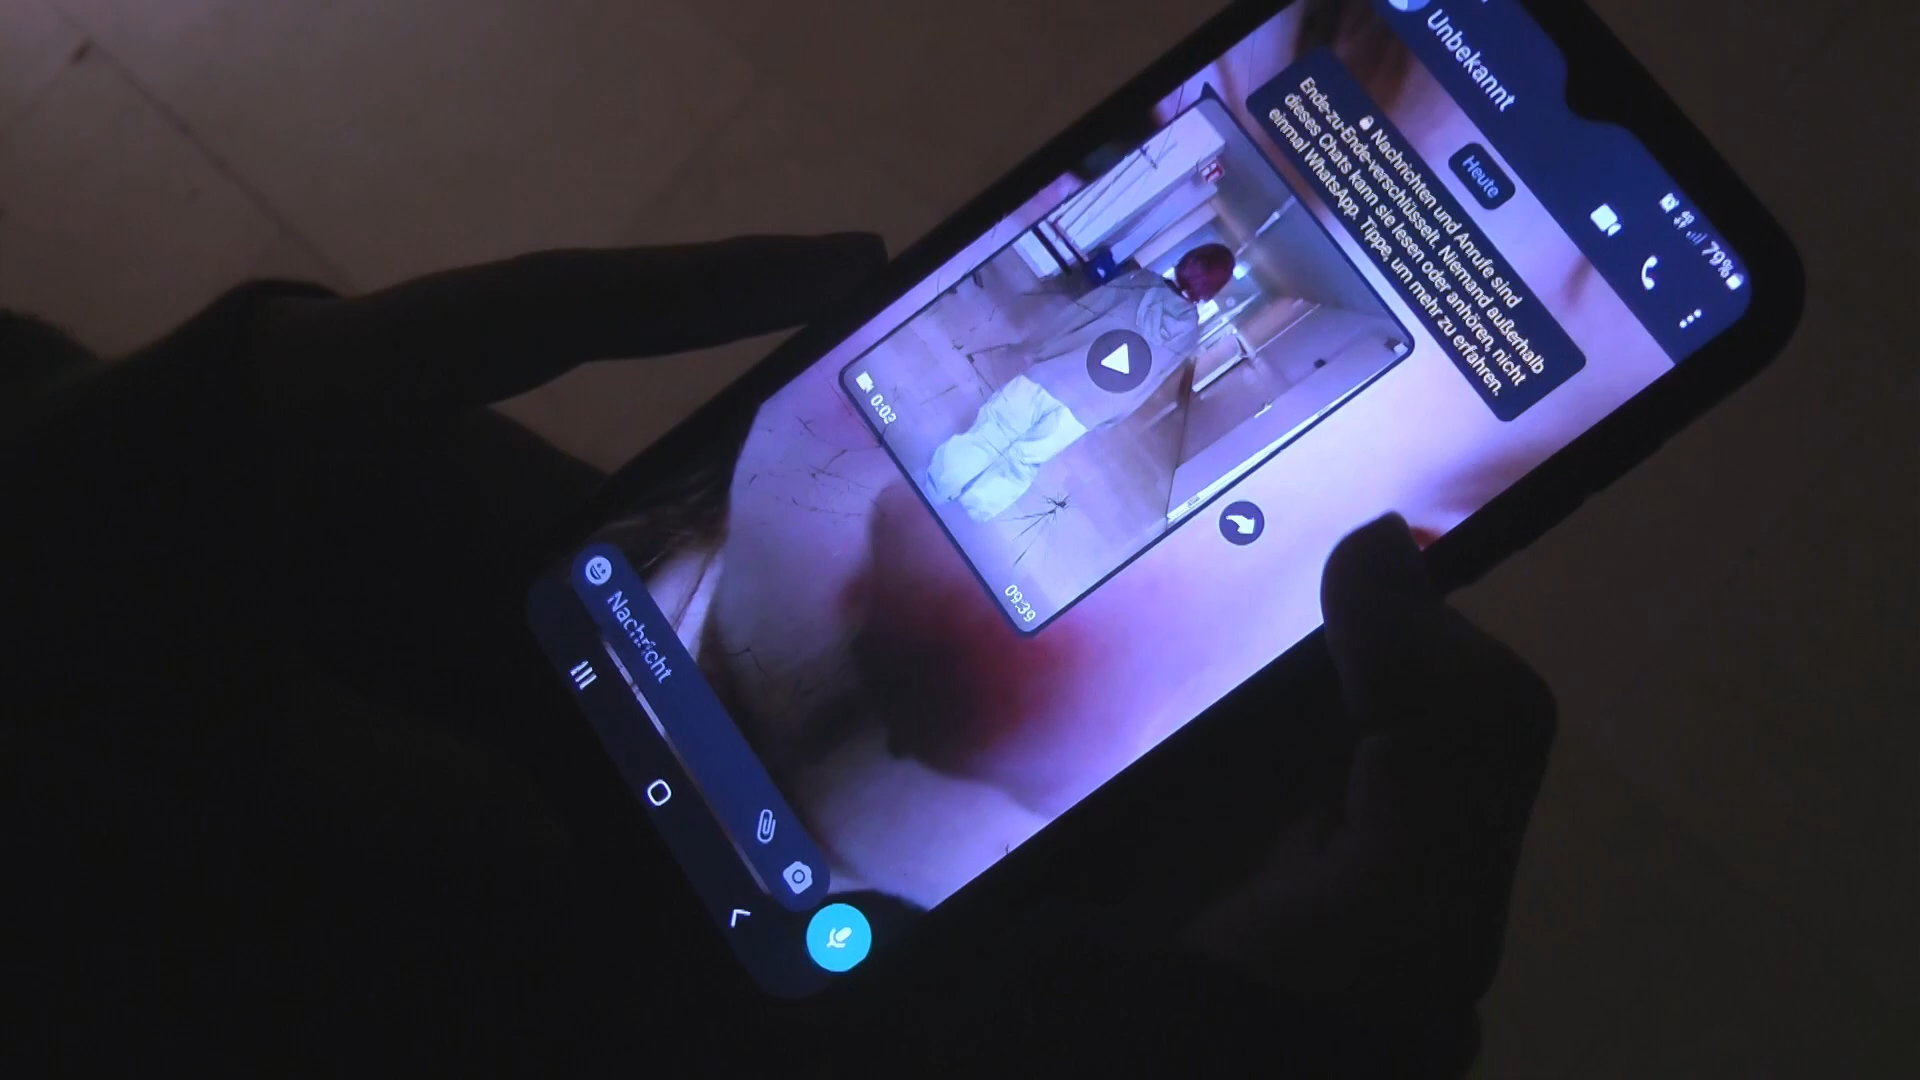 79%
Unbekannt
Heute
Nachrichten und Anrufe sind
Ende-zu-Ende-verschlüsselt. Niemand außerhalb
dieses Chats kann sie lesen oder anhören, nicht
einmal WhatsApp. Tippe, um mehr zu erfahren.
0:03
09:39
Nachricht